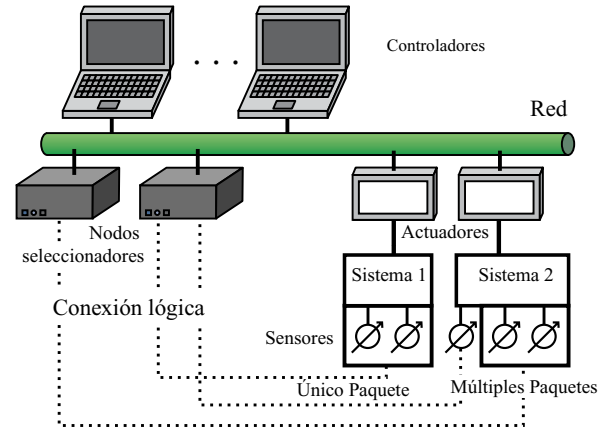 Controladores
Red
Nodos
seleccionadores
Actuadores
Sistema 1
Sistema 2
Conexión lógica
Sensores
Único Paquete
Múltiples Paquetes